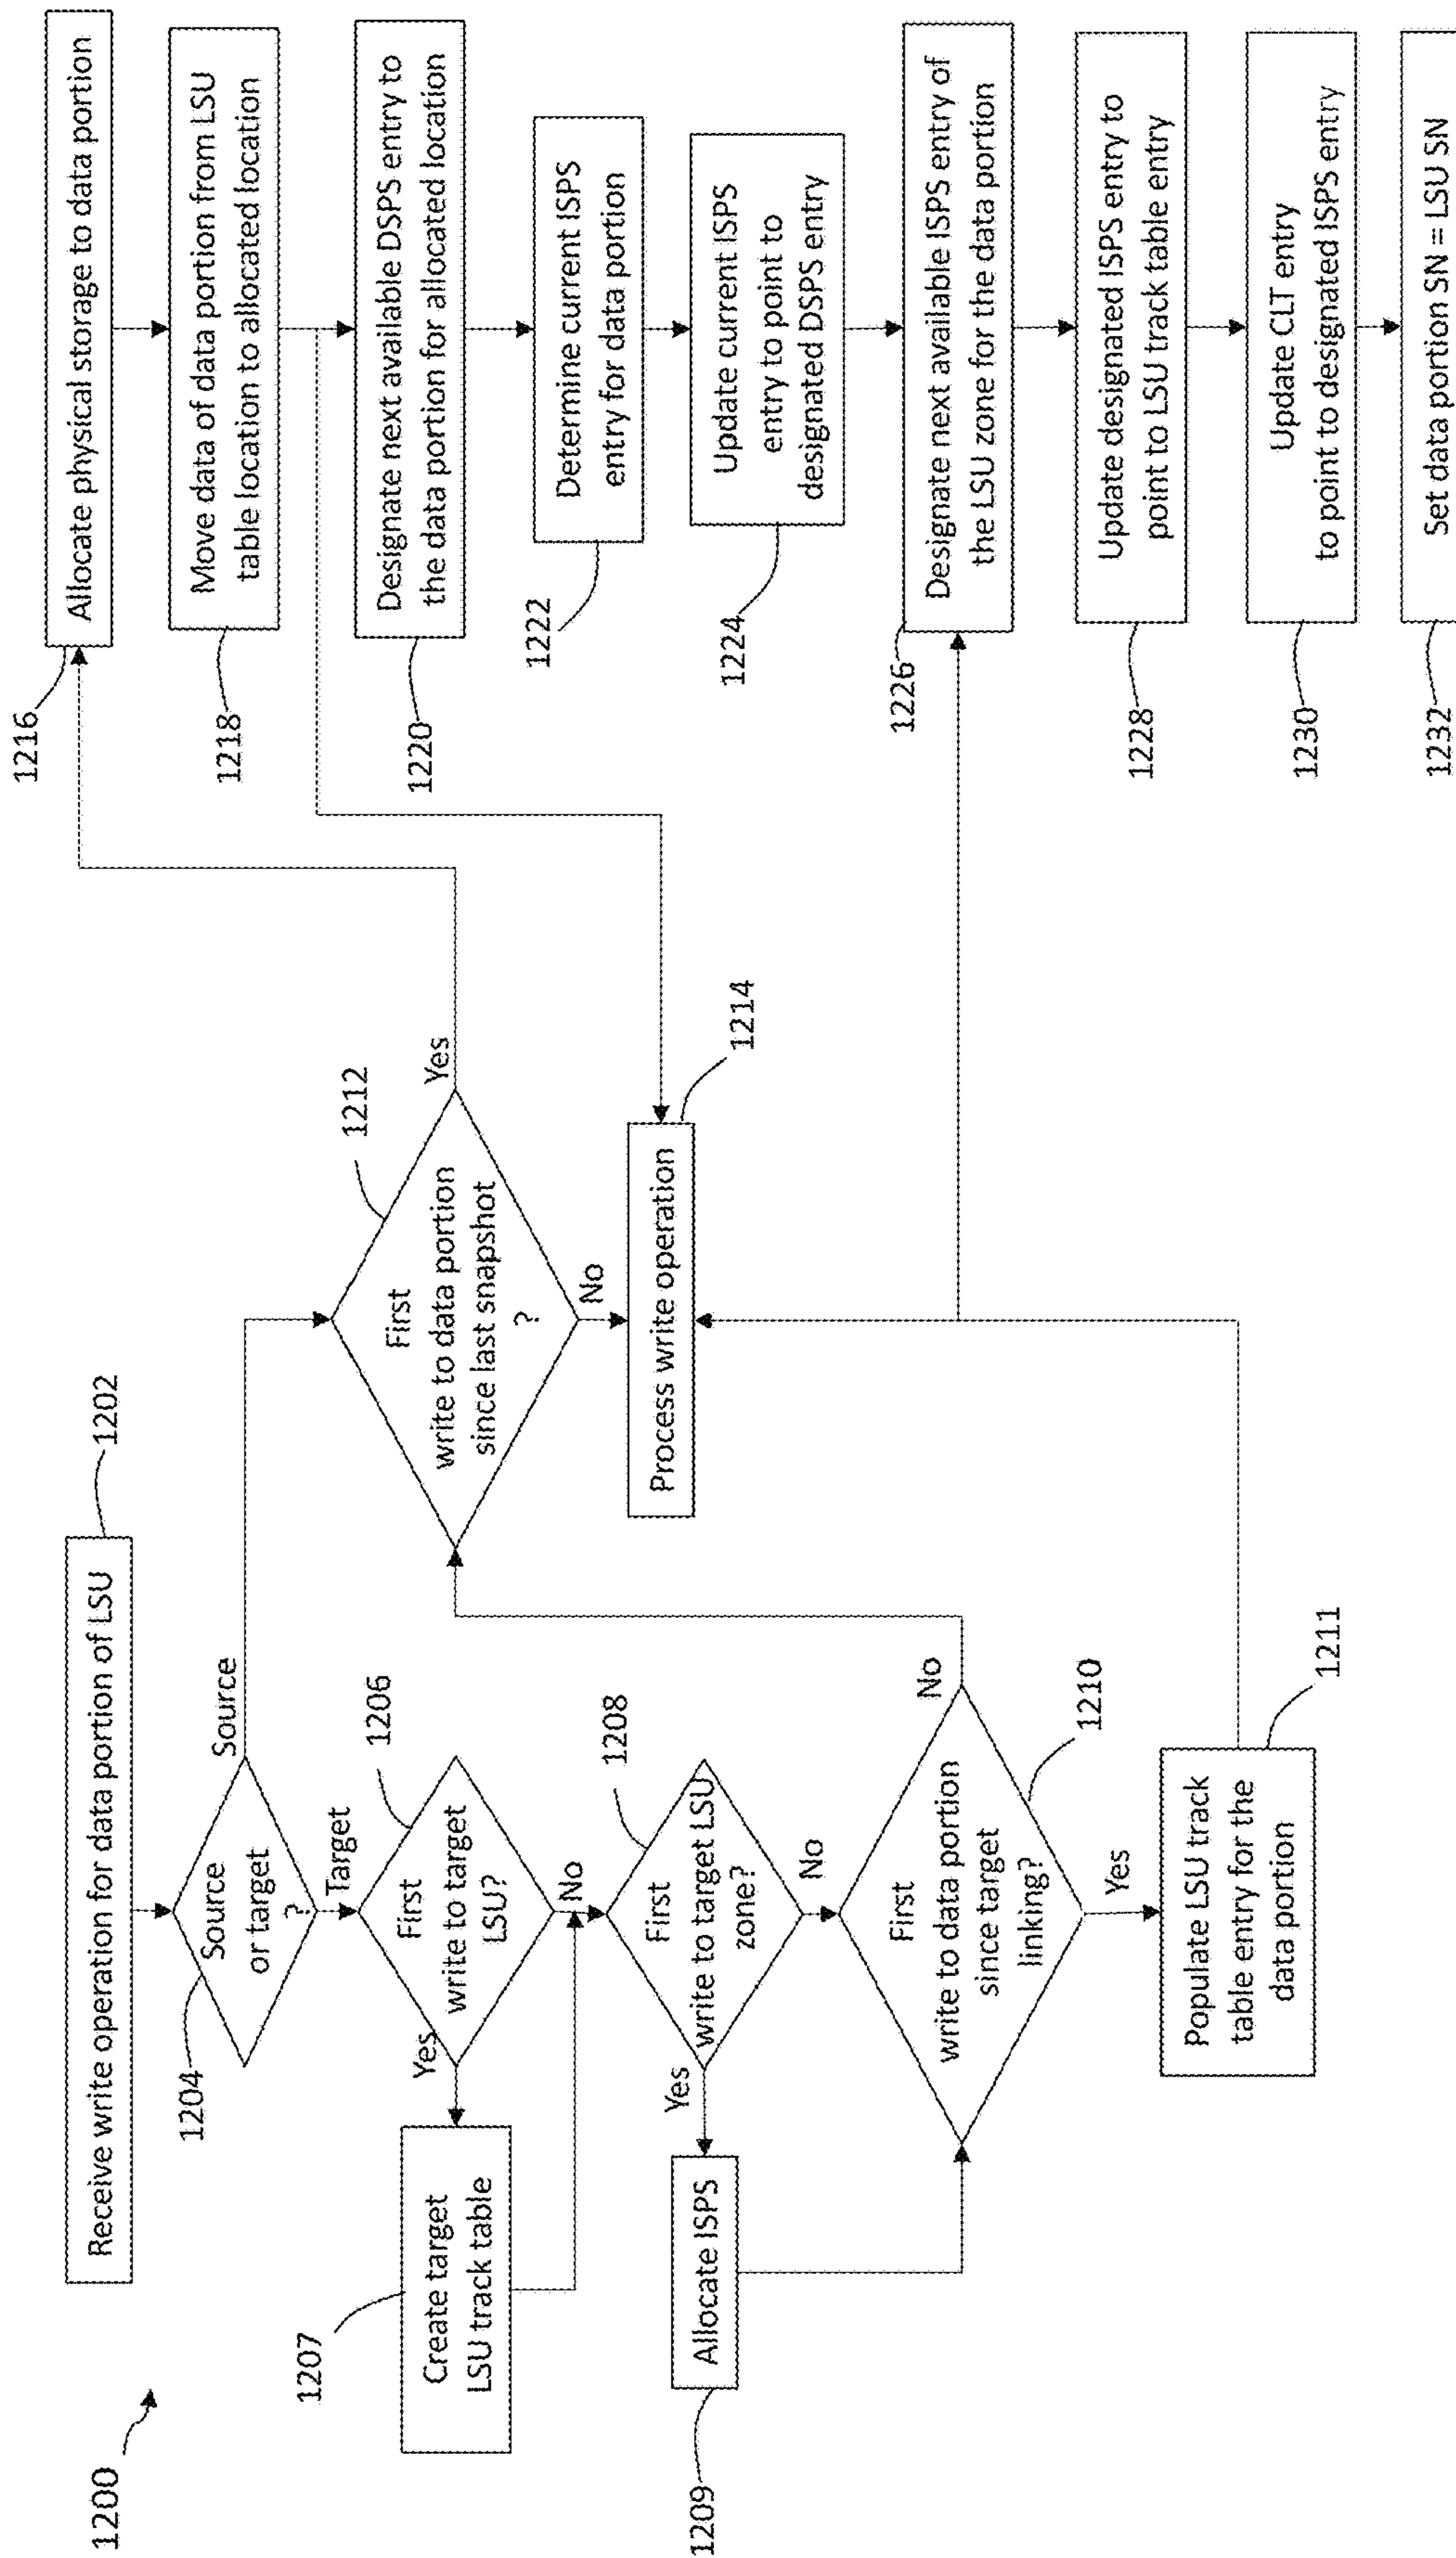 1200
Receive write operation for data portion of LSU
1202
Source
or target
?
1204
Source
Target
First
write to target
LSU?
1206
Yes
No
Create target
LSU track table
1207
First
write to target LSU
zone?
1208
Yes
No
Allocate ISPS
1209
First
write to data portion
since target
linking?
1210
No
Yes
Populate LSU track
table entry for the
data portion
1211
First
write to data portion
since last snapshot
?
1212
Yes
No
Process write operation
1214
Allocate physical storage to data portion
1216
Move data of data portion from LSU
table location to allocated location
1218
Designate next available DSPS entry to
the data portion for allocated location
1220
Determine current ISPS
entry for data portion
1222
Update current ISPS
entry to point to
designated DSPS entry
1224
Designate next available ISPS entry of
the LSU zone for the data portion
1226
Update designated ISPS entry to
point to LSU track table entry
1228
Update CLT entry
to point to designated ISPS entry
1230
Set data portion SN = LSU SN
1232